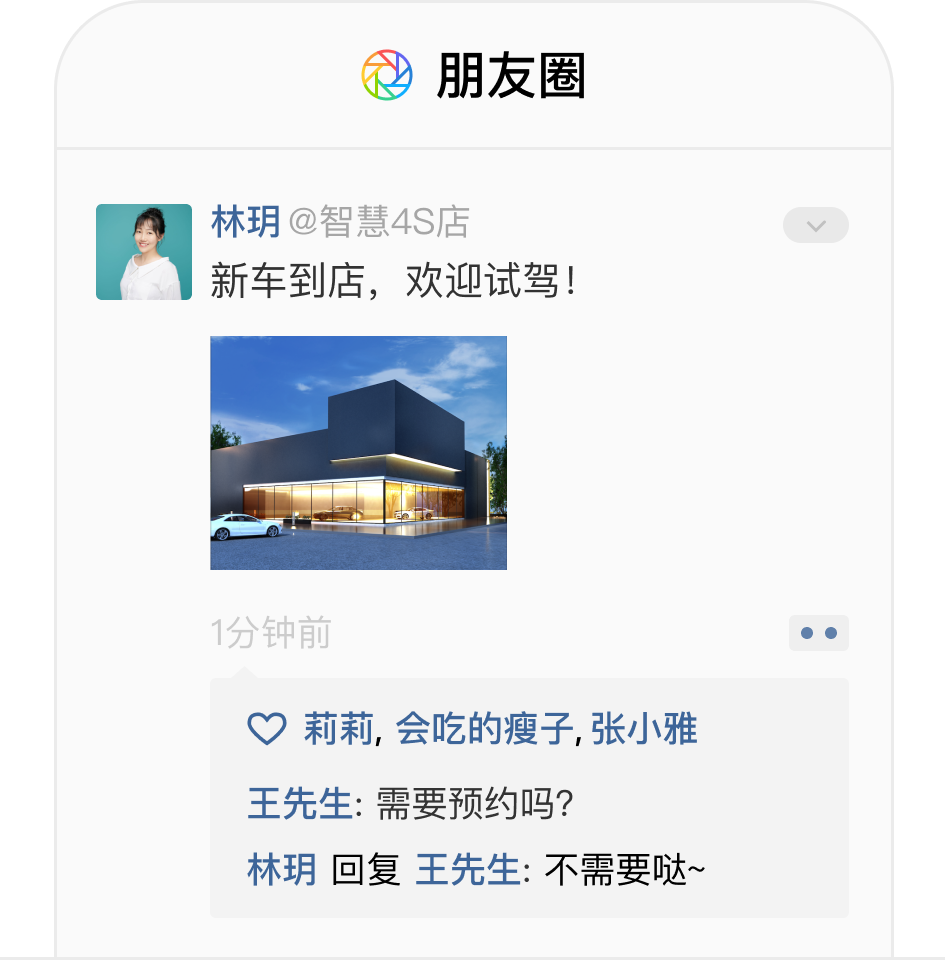 朋友圈
林玥@智慧4S店
新车到店，欢迎试驾！
1分钟前
莉莉, 会吃的瘦子, 张小雅
王先生: 需要预约吗?
林玥 回复 王先生: 不需要哒~